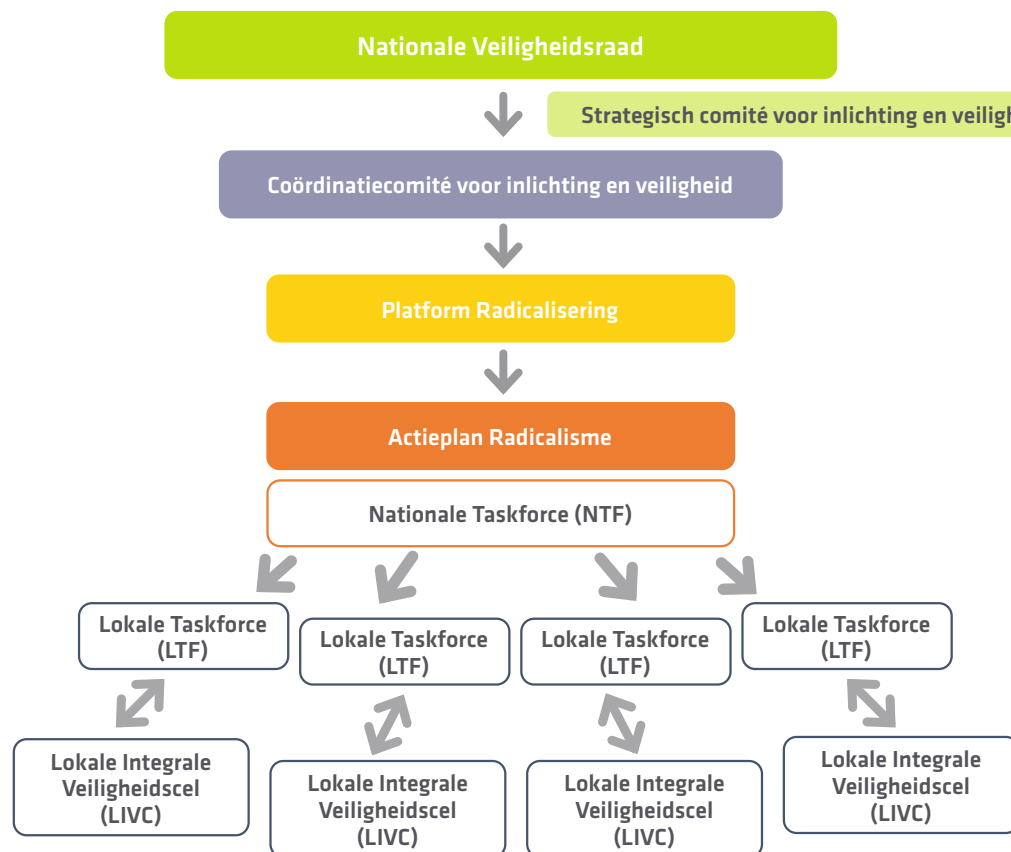 Nationale Veiligheidsraad
Strategisch comité voor inlichting en
Coördinatiecomité voor inlichting en veiligheid
Platform Radicalisering
Actieplan Radicalisme
Nationale Taskforce (NTF)
Lokale Taskforce
(LTF)
Lokale Taskforce
(LTF)
Lokale Taskforce
(LTF)
Lokale Taskforce
(LTF)
Lokale Integrale
Veiligheidscel
(LIVC)
Lokale Integrale
Veiligheidscel
(LIVC)
Lokale Integrale
Veiligheidscel
(LIVC)
Lokale Integrale
Veiligheidscel
(LIVC)